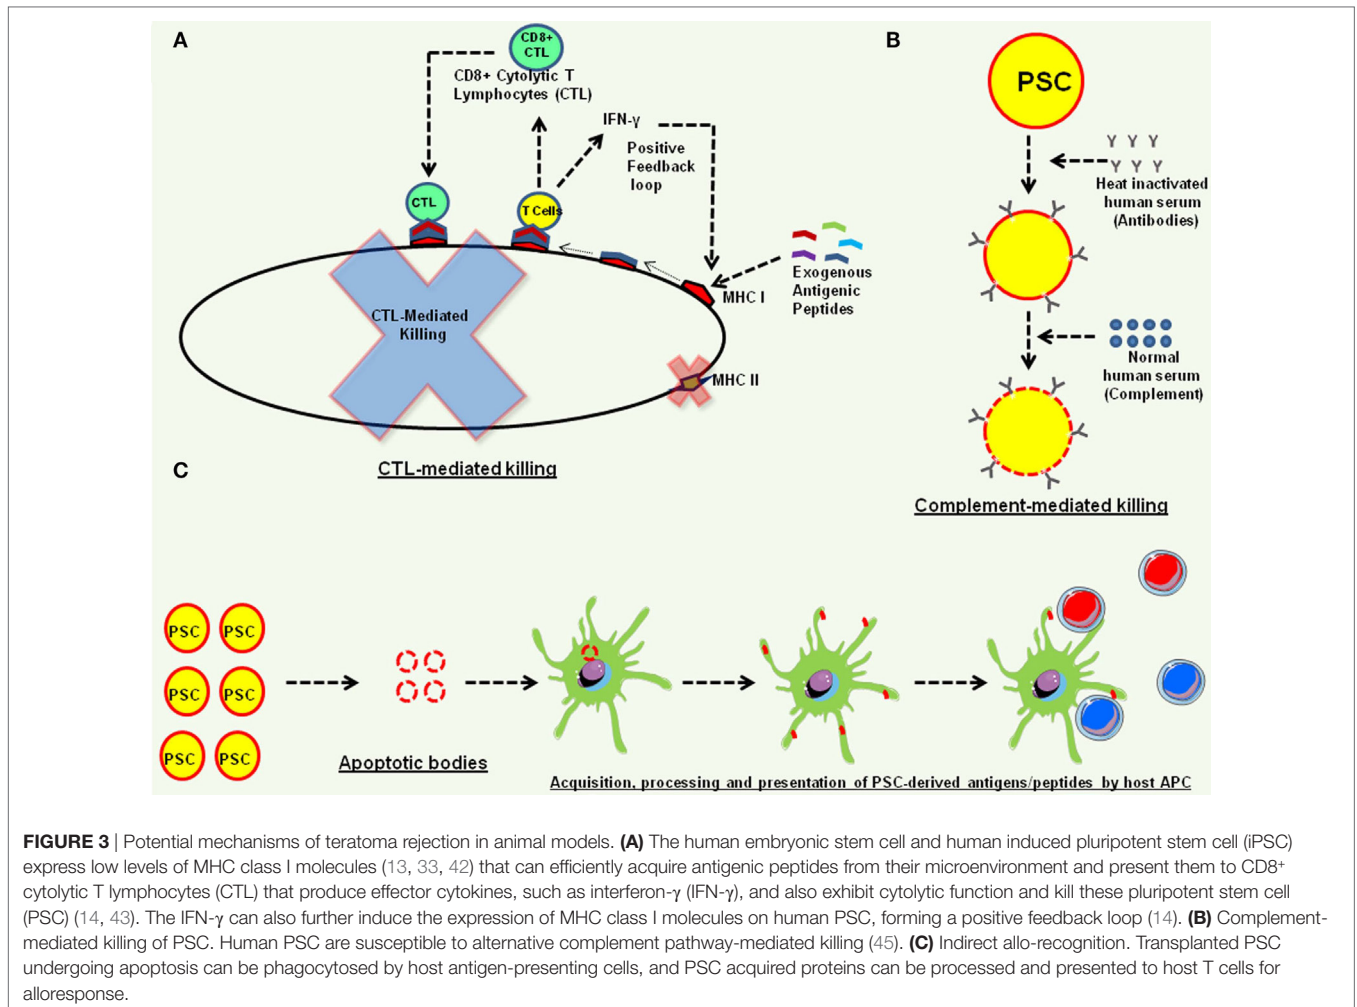 A
CD8+
CTL
CD8+ Cytolytic T
Lymphocytes (CTL)
IFN-γ
Positive
Feedback
loop
CTL
T Cells
Exogenous
Antigenic
Peptides
MHC I
MHC II
CTL-Mediated
Killing
CTL-mediated killing
B
PSC
Heat inactivated
human serum
(Antibodies)
Normal
human serum
(Complement)
Complement-mediated killing
C
PSC PSC
PSC PSC
PSC PSC
Apoptotic bodies
Acquisition, processing and presentation of PSC-derived antigens/peptides by host APC
FIGURE 3 | Potential mechanisms of teratoma rejection in animal models. (A) The human embryonic stem cell and human induced pluripotent stem cell (iPSC)
express low levels of MHC class I molecules (13, 33, 42) that can efficiently acquire antigenic peptides from their microenvironment and present them to CD8⁺
cytolytic T lymphocytes (CTL) that produce effector cytokines, such as interferon-γ (IFN-γ), and also exhibit cytolytic function and kill these pluripotent stem cell
(PSC) (14, 43). The IFN-γ can also further induce the expression of MHC class I molecules on human PSC, forming a positive feedback loop (14). (B) Complement-
mediated killing of PSC. Human PSC are susceptible to alternative complement pathway-mediated killing (45). (C) Indirect allo-recognition. Transplanted PSC
undergoing apoptosis can be phagocytosed by host antigen-presenting cells, and PSC acquired proteins can be processed and presented to host T cells for
alloresponse.